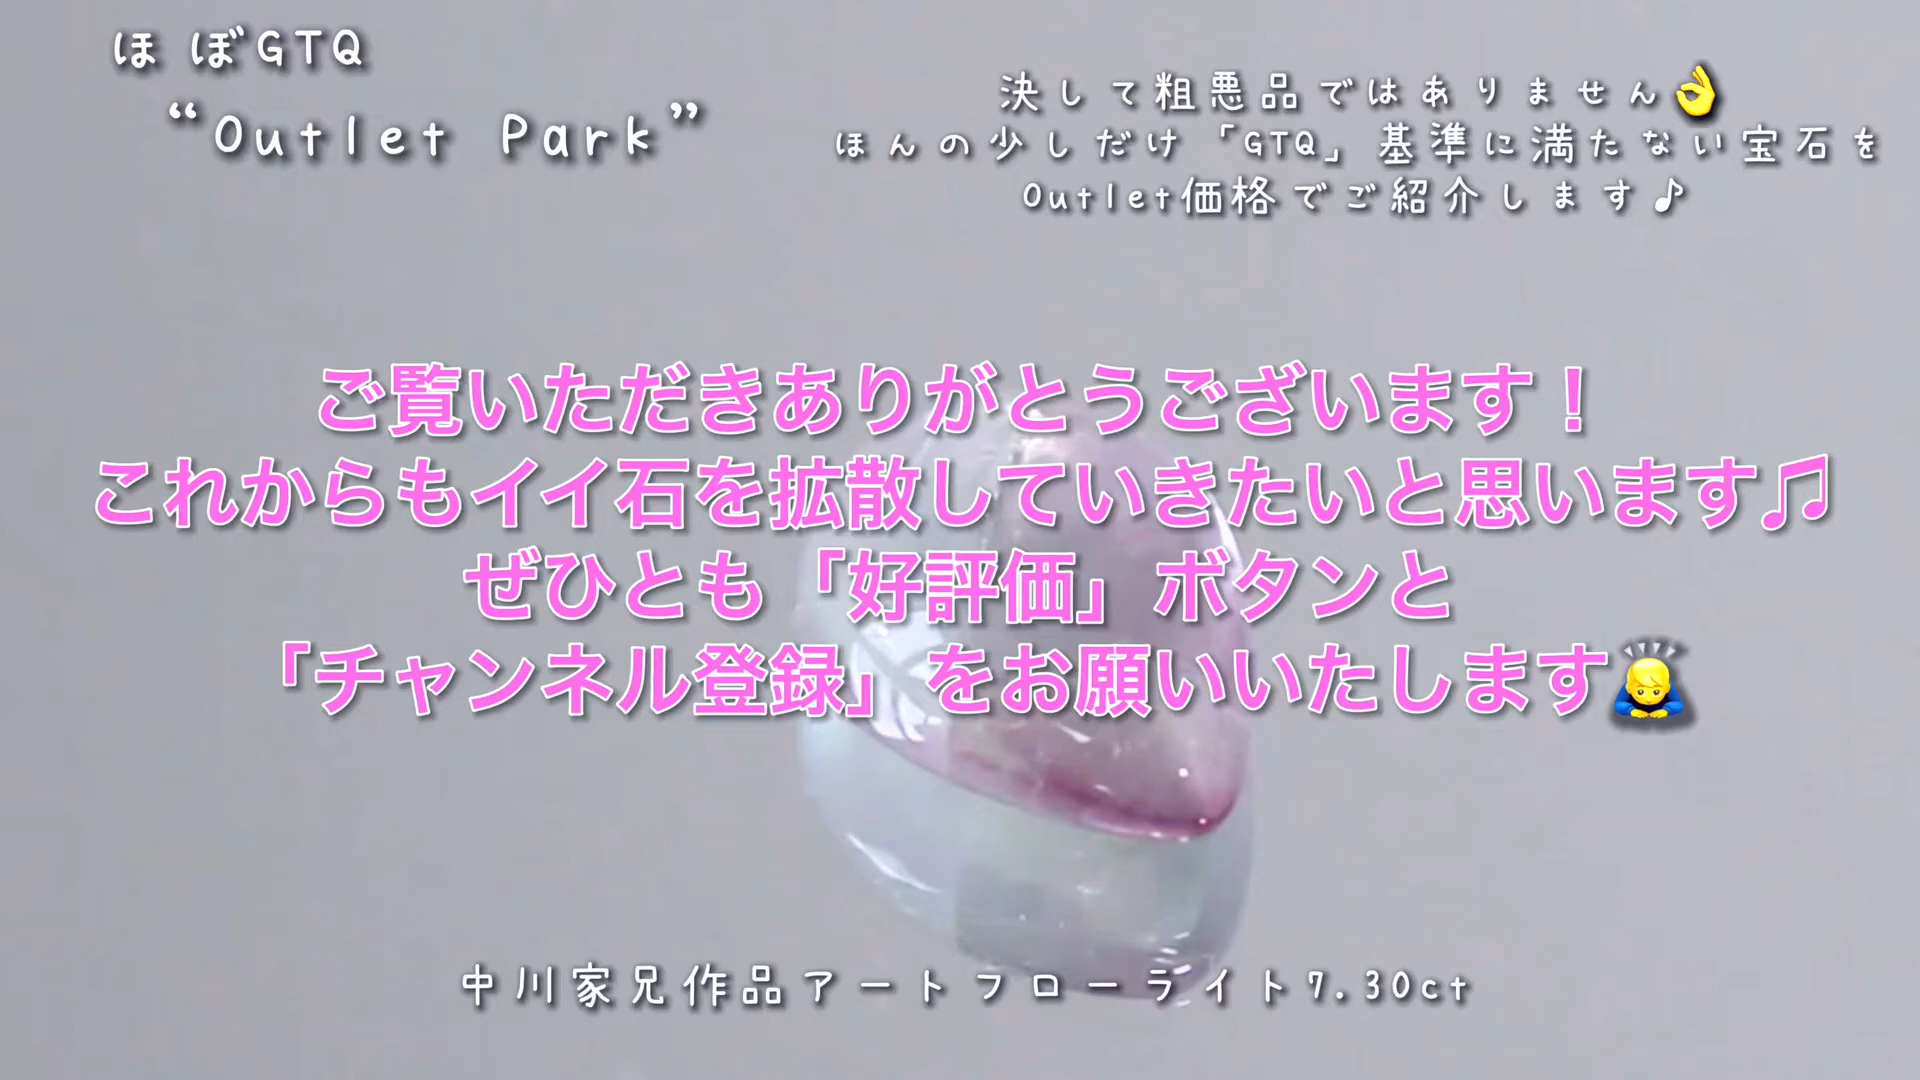 ほぼGTQ
“Outlet Park”
決して粗悪品ではありません👌
ほんの少しだけ「GTQ」基準に満たない宝石を
Outlet価格でご紹介します♪
ご覧いただきありがとうございます！
これからもイイ石を拡散していきたいと思います♫
ぜひとも「好評価」ボタンと
「チャンネル登録」をお願いいたします🙇
中川家兄作品アートフローライト7.30ct